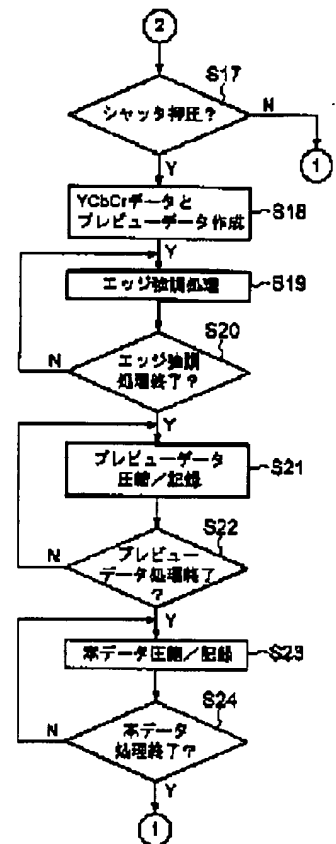 2
S17
シャッタ押圧？
N
1
Y
YCbCrデータと
プレビューデータ作成
S18
Y
エッジ強調処理
S19
S20
エッジ強調
処理終了？
N
Y
プレビューデータ
圧縮／記録
S21
S22
プレビュー
データ処理終了
？
N
Y
本データ圧縮／記録
S23
S24
本データ
処理終了？
N
Y
1